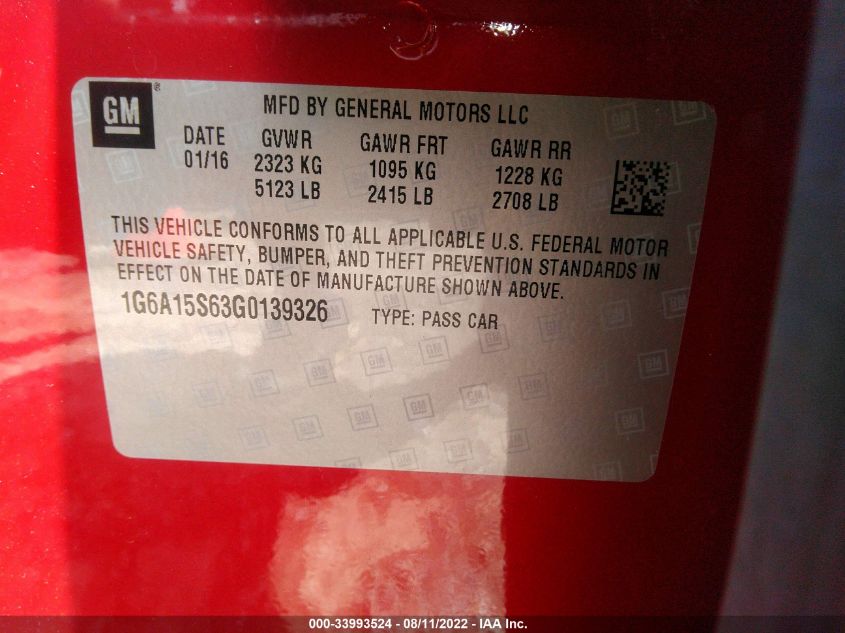 GM ®
MFD BY GENERAL MOTORS LLC
DATE GVWR GAWR FRT GAWR RR
01/16 2323 KG 1095 KG 1228 KG
5123 LB 2415 LB 2708 LB
THIS VEHICLE CONFORMS TO ALL APPLICABLE U.S. FEDERAL MOTOR
VEHICLE SAFETY, BUMPER, AND THEFT PREVENTION STANDARDS IN
EFFECT ON THE DATE OF MANUFACTURE SHOWN ABOVE.
1G6A15S63G0139326 TYPE: PASS CAR
000-33993524 - 08/11/2022 - IAA Inc.